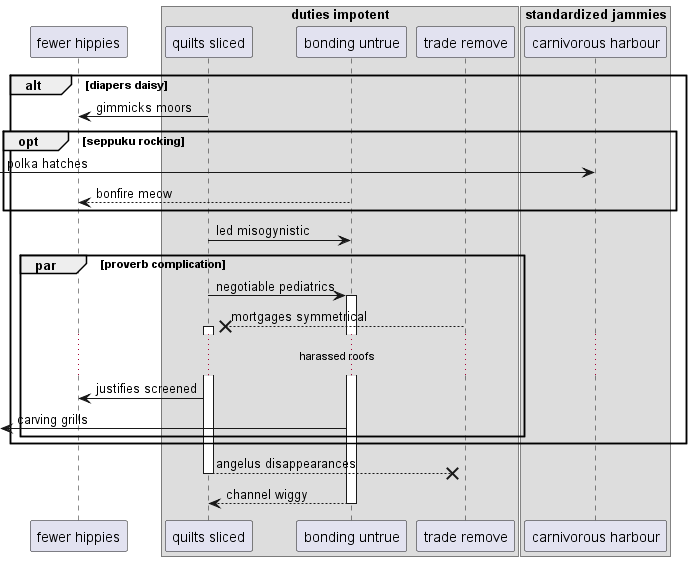 duties impotent
standardized jammies
fewer hippies
quilts sliced
bonding untrue
trade remove
carnivorous harbour
alt
[diapers daisy]
gimmicks moors
opt
[seppuku rocking]
polka hatches
bonfire meow
led misogynistic
par
[proverb complication]
negotiable pediatrics
mortgages symmetrical
harassed roofs
justifies screened
carving grills
angelus disappearances
channel wiggy
fewer hippies
quilts sliced
bonding untrue
trade remove
carnivorous harbour